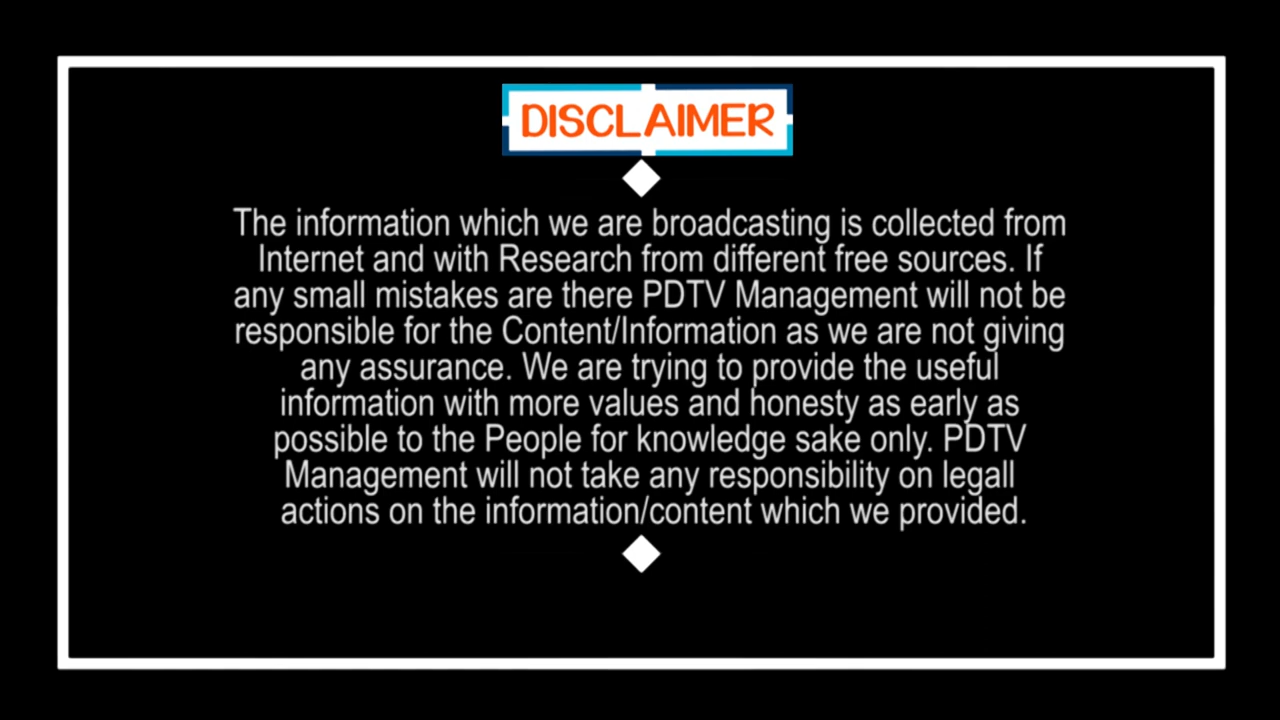 DISCLAIMER
The information which we are broadcasting is collected from
Internet and with Research from different free sources. If
any small mistakes are there PDTV Management will not be
responsible for the Content/Information as we are not giving
any assurance. We are trying to provide the useful
information with more values and honesty as early as
possible to the People for knowledge sake only. PDTV
Management will not take any responsibility on legall
actions on the information/content which we provided.